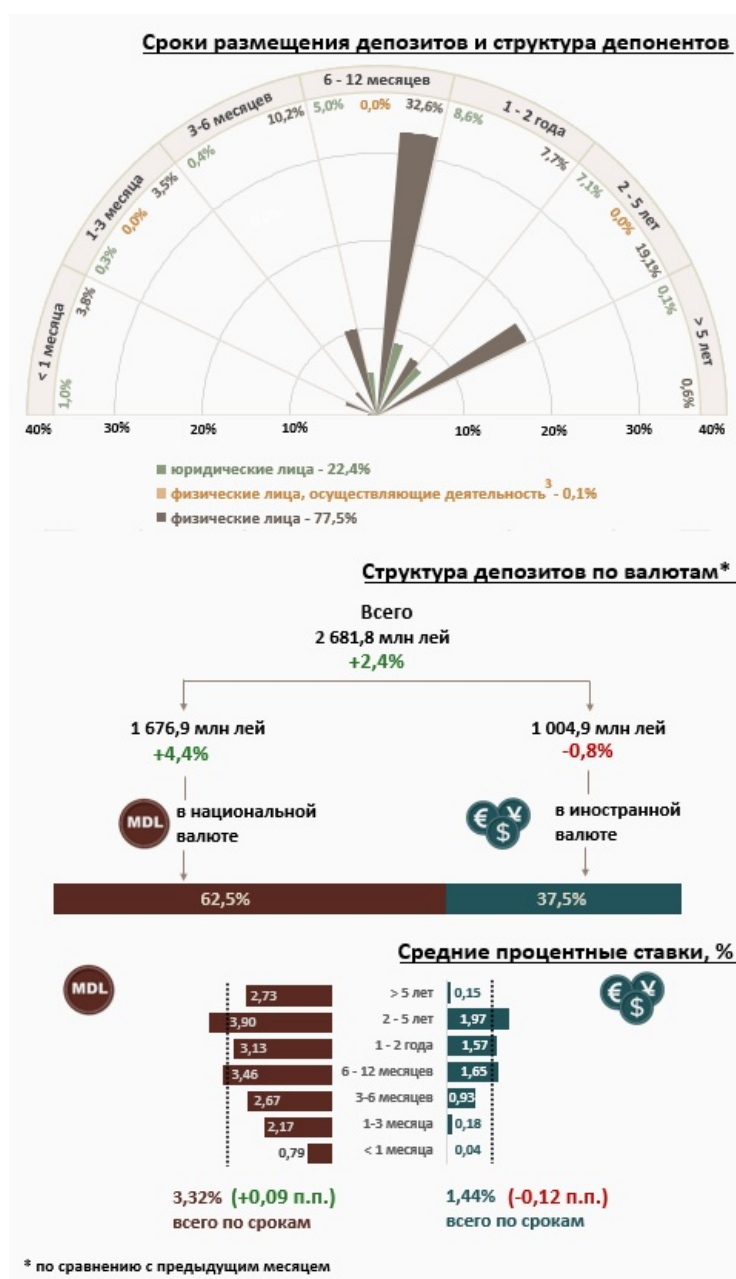 Сроки размещения депозитов и структура депонентов
< 1 месяца
1,0%
3,8%
1-3 месяца
0,3%
0,0%
3,5%
3-6 месяцев
0,4%
10,2%
6 - 12 месяцев
5,0%
0,0%
32,6%
1 - 2 года
8,6%
7,7%
2 - 5 лет
7,1%
0,0%
19,1%
> 5 лет
0,1%
0,6%
40% 30% 20% 10% 10% 20% 30% 40%
юридические лица - 22,4%
физические лица, осуществляющие деятельность3 - 0,1%
физические лица - 77,5%
Структура депозитов по валютам*
Всего
2 681,8 млн лей
+2,4%
1 676,9 млн лей 1 004,9 млн лей
+4,4% -0,8%
MDL в национальной валюте
€ ¥ $ в иностранной валюте
62,5% 37,5%
Средние процентные ставки, %
MDL € ¥ $
2,73 > 5 лет 0,15
3,90 2 - 5 лет 1,97
3,13 1 - 2 года 1,57
3,46 6 - 12 месяцев 1,65
2,67 3-6 месяцев 0,93
2,17 1-3 месяца 0,18
0,79 < 1 месяца 0,04
3,32% (+0,09 п.п.) 1,44% (-0,12 п.п.)
всего по срокам всего по срокам
* по сравнению с предыдущим месяцем